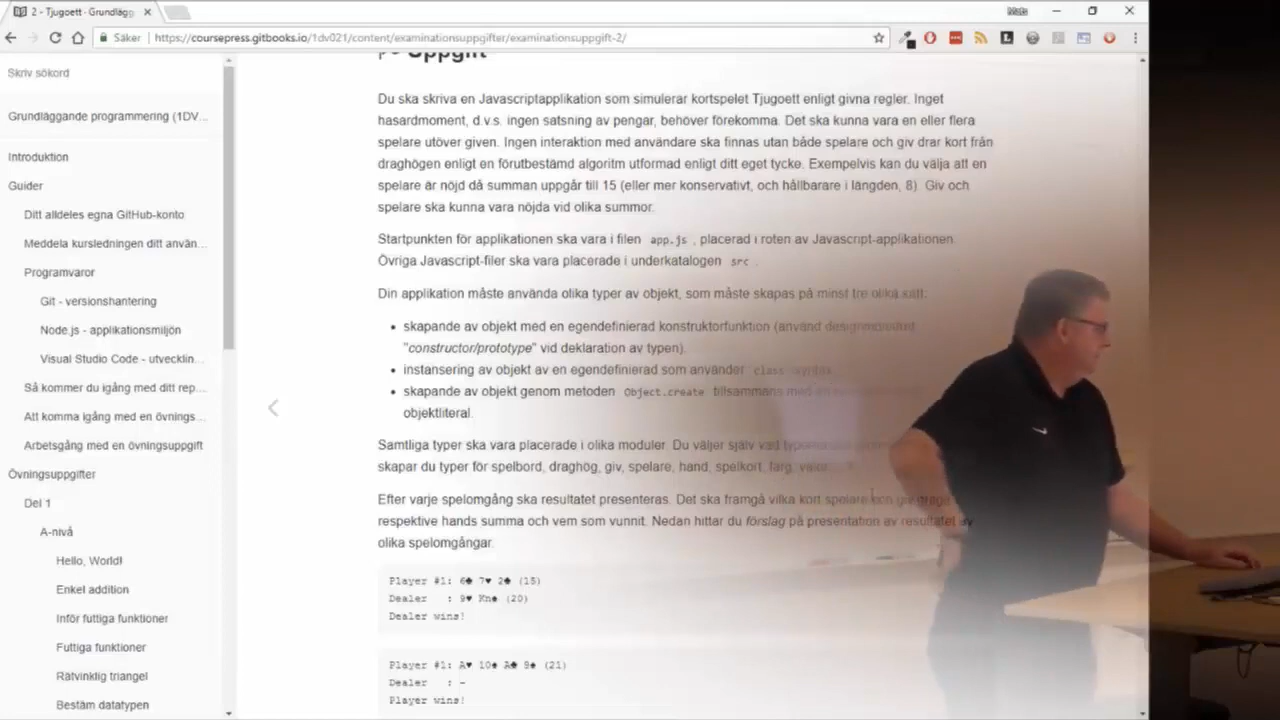 2 - Tjugoett · Grundlägg
Mats
Säker
https://coursepress.gitbooks.io/1dv021/content/examinationsuppgifter/examinationsuppgift-2/
Skriv sökord
Grundläggande programmering (1DV...
Introduktion
Guider
Ditt alldeles egna GitHub-konto
Meddela kursledningen ditt använ...
Programvaror
Git - versionshantering
Node.js - applikationsmiljön
Visual Studio Code - utvecklin...
Så kommer du igång med ditt rep...
Att komma igång med en övnings...
Arbetsgång med en övningsuppgift
Övningsuppgifter
Del 1
A-nivå
Hello, World!
Enkel addition
Inför futtiga funktioner
Futtiga funktioner
Rätvinklig triangel
Bestäm datatypen
Uppgift
Du ska skriva en Javascriptapplikation som simulerar kortspelet Tjugoett enligt givna regler. Inget
hasardmoment, d.v.s. ingen satsning av pengar, behöver förekomma. Det ska kunna vara en eller flera
spelare utöver given. Ingen interaktion med användare ska finnas utan både spelare och giv drar kort från
draghögen enligt en förutbestämd algoritm utformad enligt ditt eget tycke. Exempelvis kan du välja att en
spelare är nöjd då summan uppgår till 15 (eller mer konservativt, och hållbarare i längden, 8). Giv och
spelare ska kunna vara nöjda vid olika summor.
Startpunkten för applikationen ska vara i filen app.js , placerad i roten av Javascript-applikationen.
Övriga Javascript-filer ska vara placerade i underkatalogen src .
Din applikation måste använda olika typer av objekt, som måste skapas på minst tre olika sätt:
• skapande av objekt med en egendefinierad konstruktorfunktion (använd designmönstret
"constructor/prototype" vid deklaration av typen).
• instansering av objekt av en egendefinierad som använder class syntax
• skapande av objekt genom metoden Object.create tillsammans med
objektliteral.
Samtliga typer ska vara placerade i olika moduler. Du väljer själv vad
skapar du typer för spelbord, draghög, giv, spelare, hand, spelkort, färg, valör...
Efter varje spelomgång ska resultatet presenteras. Det ska framgå vilka kort spelare och giv dragit
respektive hands summa och vem som vunnit. Nedan hittar du förslag på presentation av resultatet av
olika spelomgångar.
Player #1: 6♠ 7♥ 2♠ (15)
Dealer : 9♥ Kn♠ (20)
Dealer wins!
Player #1: A♥ 10♠ A♣ 9♠ (21)
Dealer : -
Player wins!